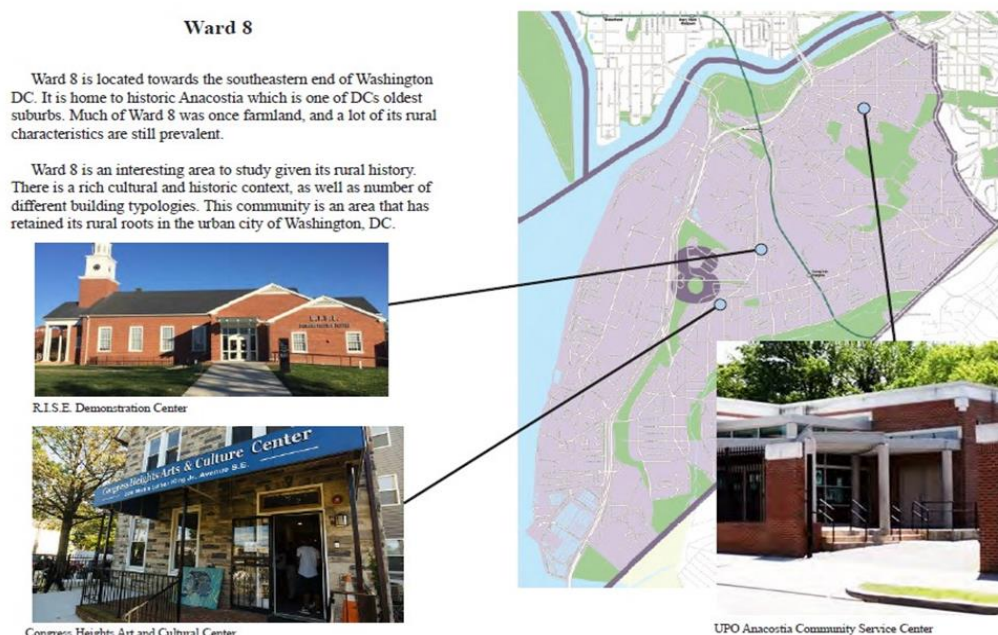 Ward 8
Ward 8 is located towards the southeastern end of Washington
DC. It is home to historic Anacostia which is one of DCs oldest
suburbs. Much of Ward 8 was once farmland, and a lot of its rural
characteristics are still prevalent.
Ward 8 is an interesting area to study given its rural history.
There is a rich cultural and historic context, as well as number of
different building typologies. This community is an area that has
retained its rural roots in the urban city of Washington, DC.
R.I.S.E.
R.I.S.E. Demonstration Center
Congress Heights Arts & Culture Center
Congress Heights Art and Cultural Center
8
UPO Anacostia Community Service Center